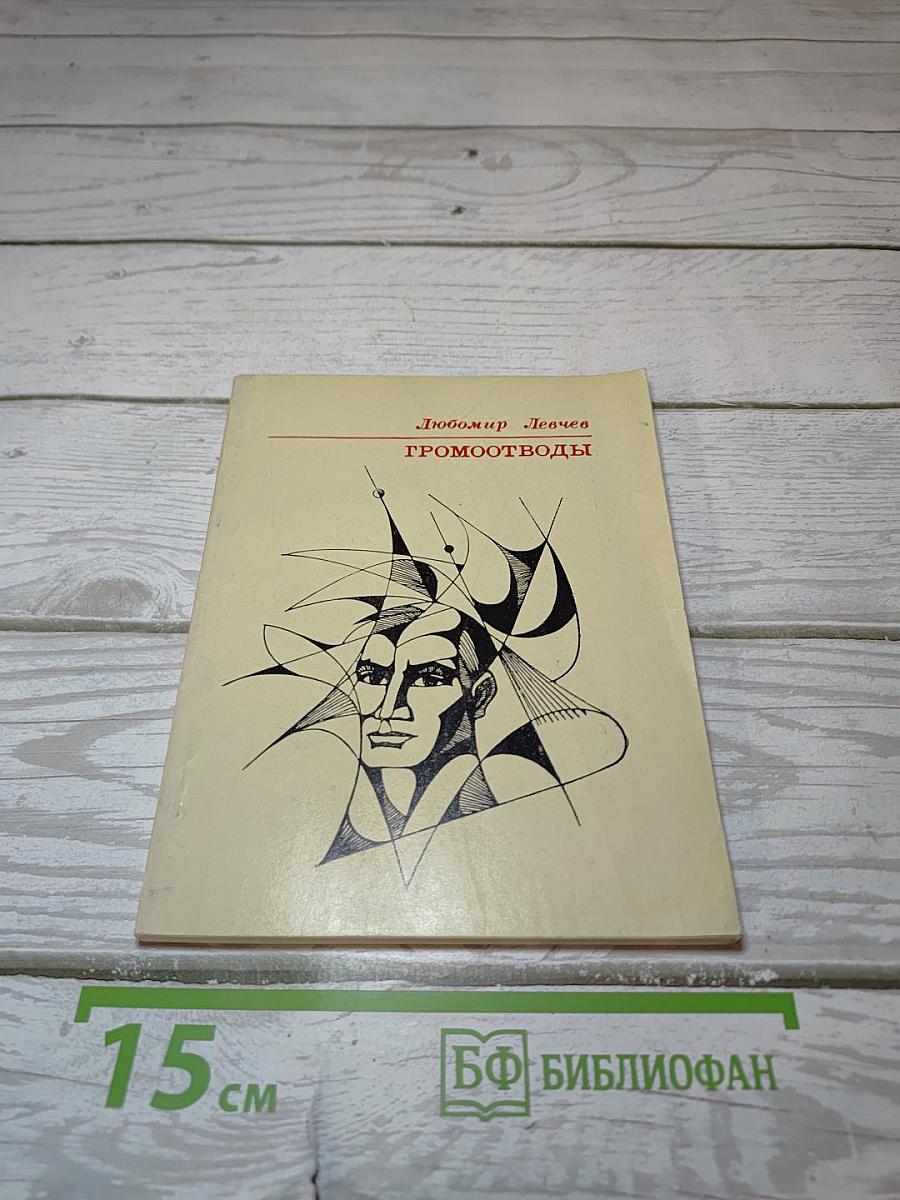 Любомир Левчев
ГРОМООТВОДЫ
15 см
БФ БИБЛИОФАН